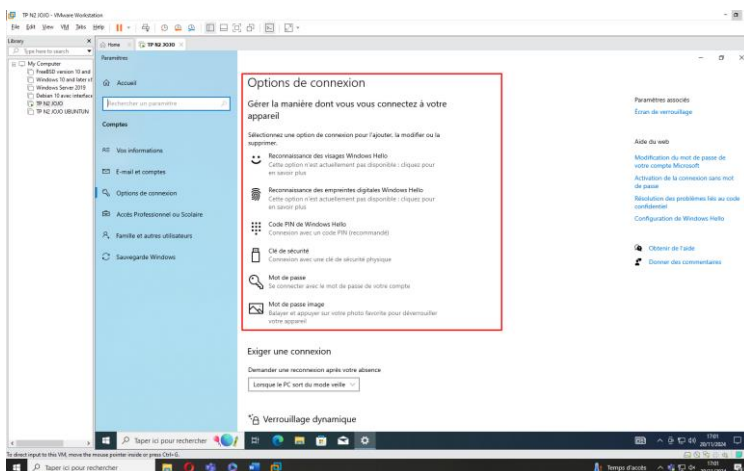 TP N2 JOJO - VMware Workstation
File Edit View VM Tabs Help
Library
Type here to search
My Computer
FreeBSD version 10 and
Windows 10 and later x6
Windows Server 2019
Debian 10 avec interface
TP N2 JOJO
TP N2 JOJO UBUNTUN
Home
TP N2 JOJO
Paramètres
Accueil
Rechercher un paramètre
Comptes
Vos informations
E-mail et comptes
Options de connexion
Accès Professionnel ou Scolaire
Famille et autres utilisateurs
Sauvegarde Windows
Options de connexion
Gérer la manière dont vous vous connectez à votre
appareil
Sélectionnez une option de connexion pour l'ajouter, la modifier ou la
supprimer.
Reconnaissance des visages Windows Hello
Cette option n'est actuellement pas disponible : cliquez pour
en savoir plus
Reconnaissance des empreintes digitales Windows Hello
Cette option n'est actuellement pas disponible : cliquez pour
en savoir plus
Code PIN de Windows Hello
Connexion avec un code PIN (recommandé)
Clé de sécurité
Connexion avec une clé de sécurité physique
Mot de passe
Se connecter avec le mot de passe de votre compte
Mot de passe image
Balayer et appuyer sur votre photo favorite pour déverrouiller
votre appareil
Exiger une connexion
Demander une reconnexion après votre absence
Lorsque le PC sort du mode veille
Verrouillage dynamique
Paramètres associés
Écran de verrouillage
Aide du web
Modification du mot de passe de
votre compte Microsoft
Activation de la connexion sans mot
de passe
Résolution des problèmes liés au code
confidentiel
Configuration de Windows Hello
Obtenir de l'aide
Donner des commentaires
Taper ici pour rechercher
17:01
20/11/2024
To direct input to this VM, move the mouse pointer inside or press Ctrl+G.
Taper ici pour rechercher
Temps d'accès
17:01